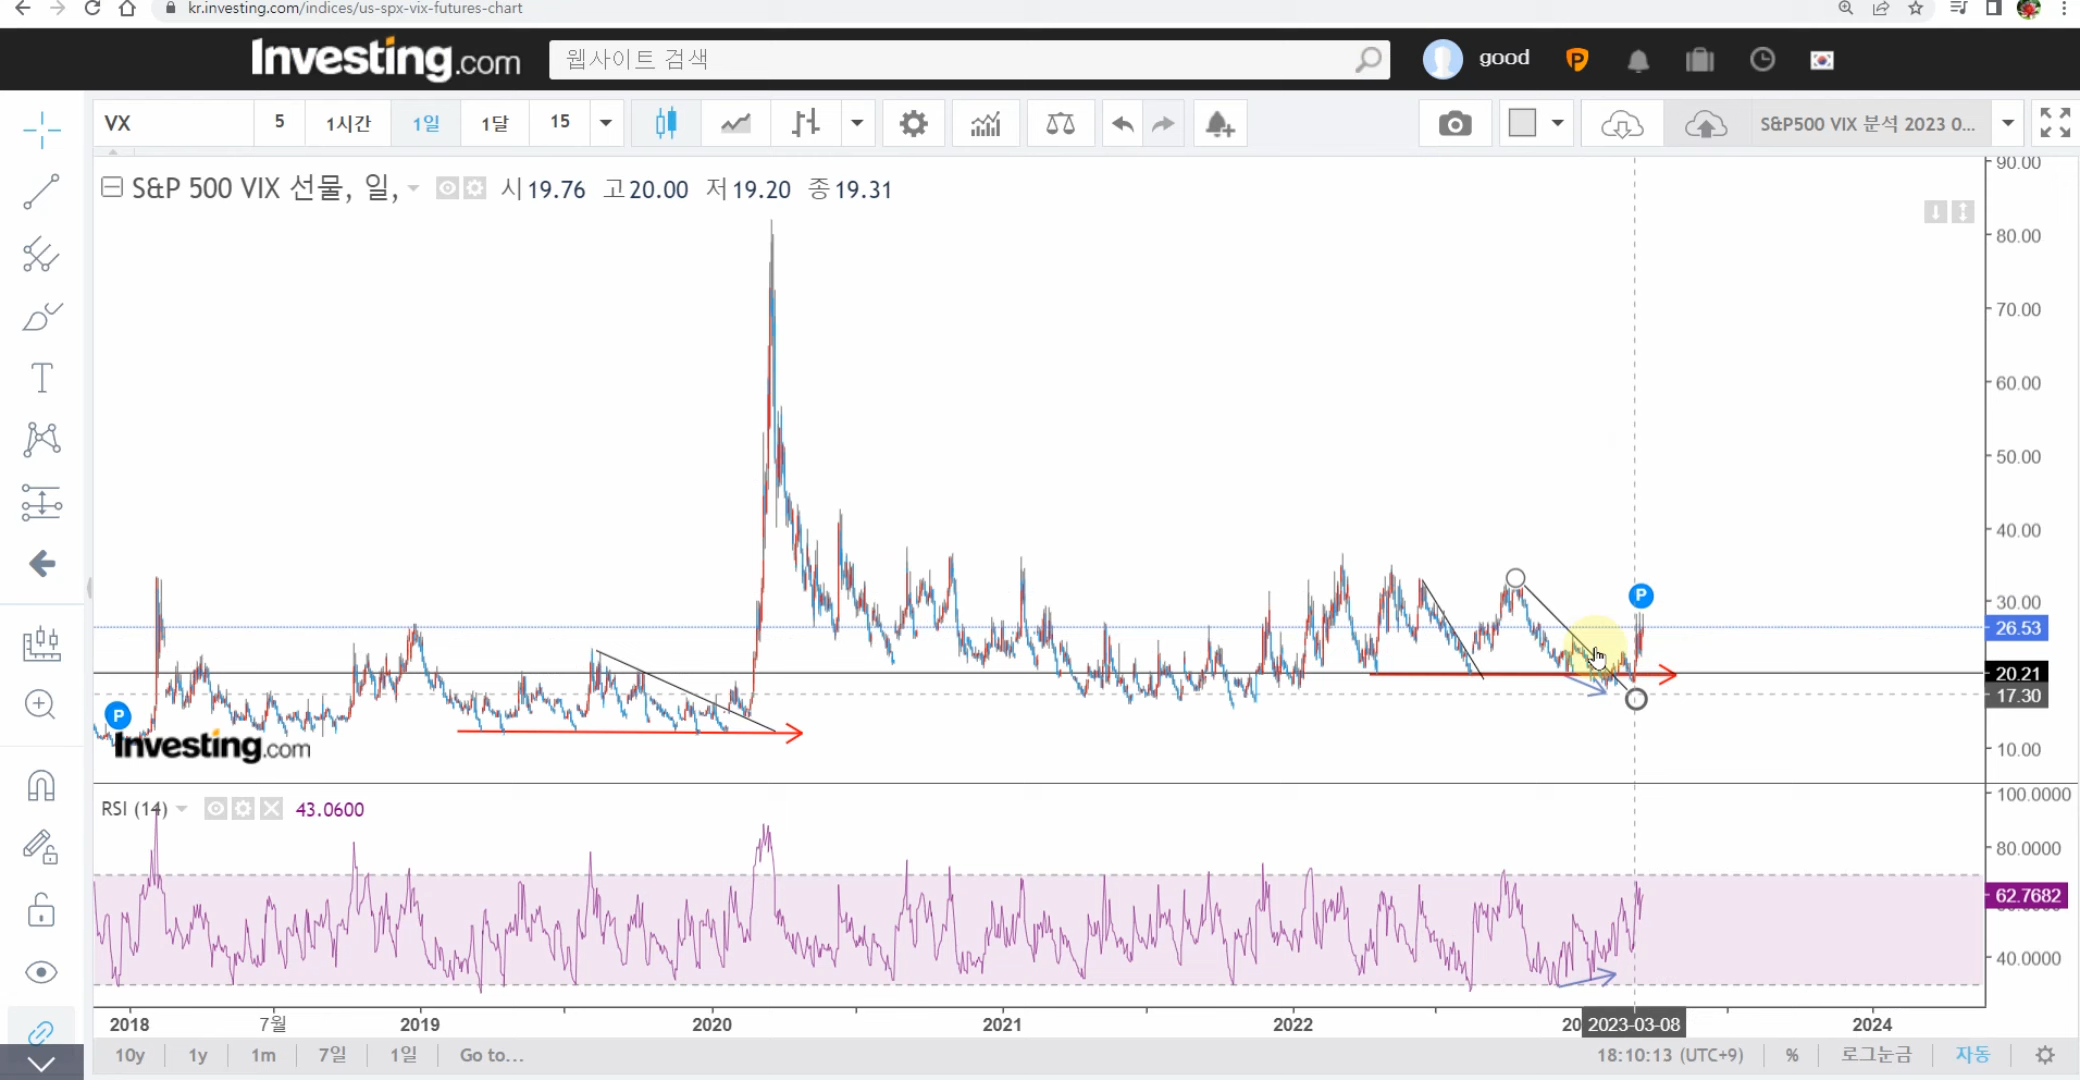 kr.investing.com/indices/us-spx-vix-futures-chart
Investing.com
웹사이트 검색
good
VX
5
1시간
1일
1달
15
S&P500 VIX 분석 2023 0...
S&P 500 VIX 선물, 일,
시 19.76 고 20.00 저 19.20 종 19.31
90.00
80.00
70.00
60.00
50.00
40.00
30.00
26.53
20.21
17.30
10.00
P
P
Investing.com
RSI (14)
43.0600
100.0000
80.0000
62.7682
40.0000
2018
7월
2019
2020
2021
2022
20
2023-03-08
2024
10y
1y
1m
7일
1일
Go to...
18:10:13 (UTC+9)
%
로그눈금
자동